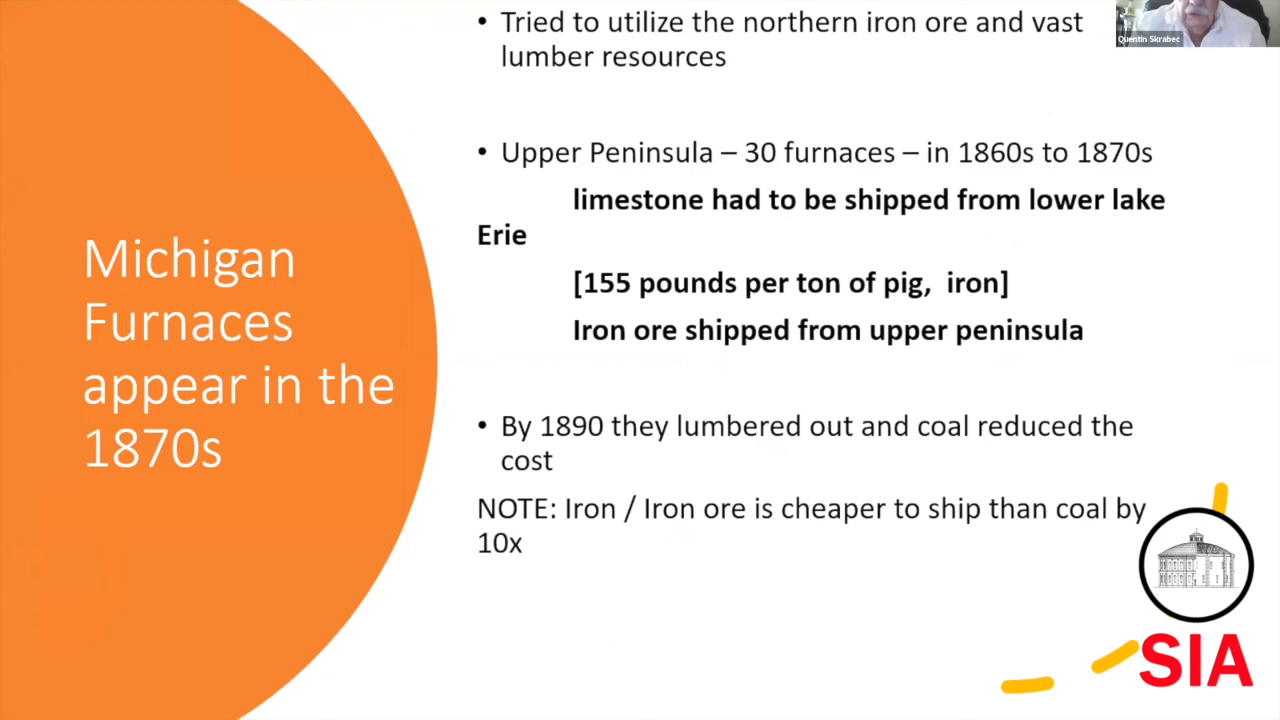 Michigan
Furnaces
appear in the
1870s
• Tried to utilize the northern iron ore and vast
lumber resources
• Upper Peninsula – 30 furnaces – in 1860s to 1870s
limestone had to be shipped from lower lake
Erie
[155 pounds per ton of pig,  iron]
Iron ore shipped from upper peninsula
• By 1890 they lumbered out and coal reduced the
cost
NOTE: Iron / Iron ore is cheaper to ship than coal by
10x
Quentin Skrabec
SIA